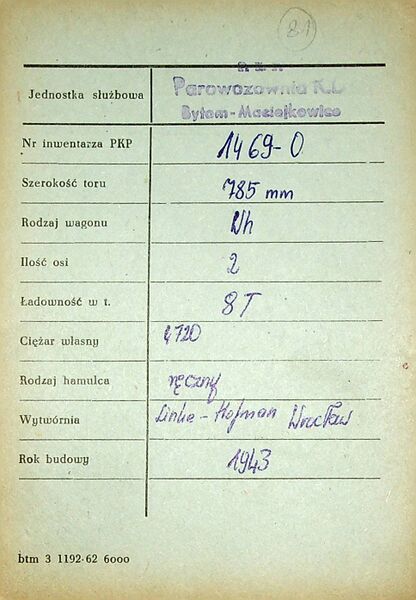 81
P.K.P.
Jednostka służbowa Parowozownia K.D
Bytom-Maciejkowice
Nr inwentarza PKP 1469-0
Szerokość toru 785 mm
Rodzaj wagonu Wh
Ilość osi 2
Ładowność w t. 8T
Ciężar własny 4720
Rodzaj hamulca ręczny
Wytwórnia Linke-Hofman Wrocław
Rok budowy 1943
btm 3 1192-62 6000